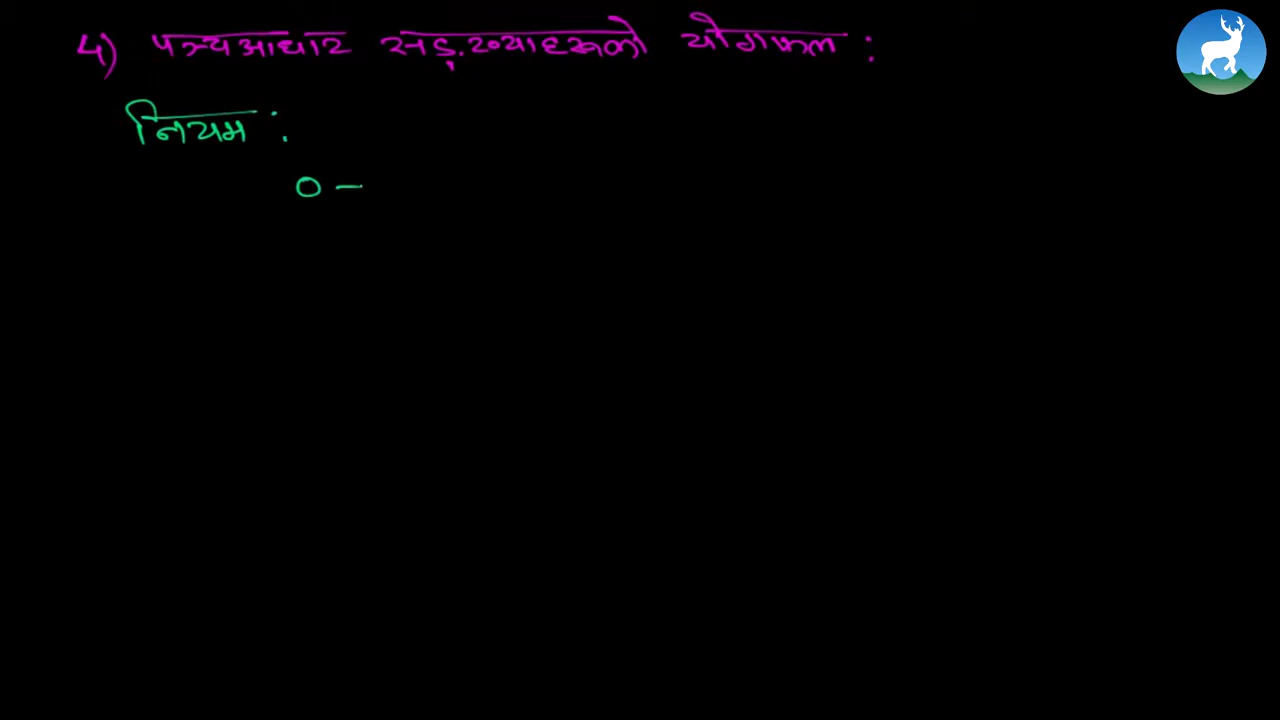 4) पञ्चआधार सङ्ख्याहरूको योगफल :
नियम :
0 –